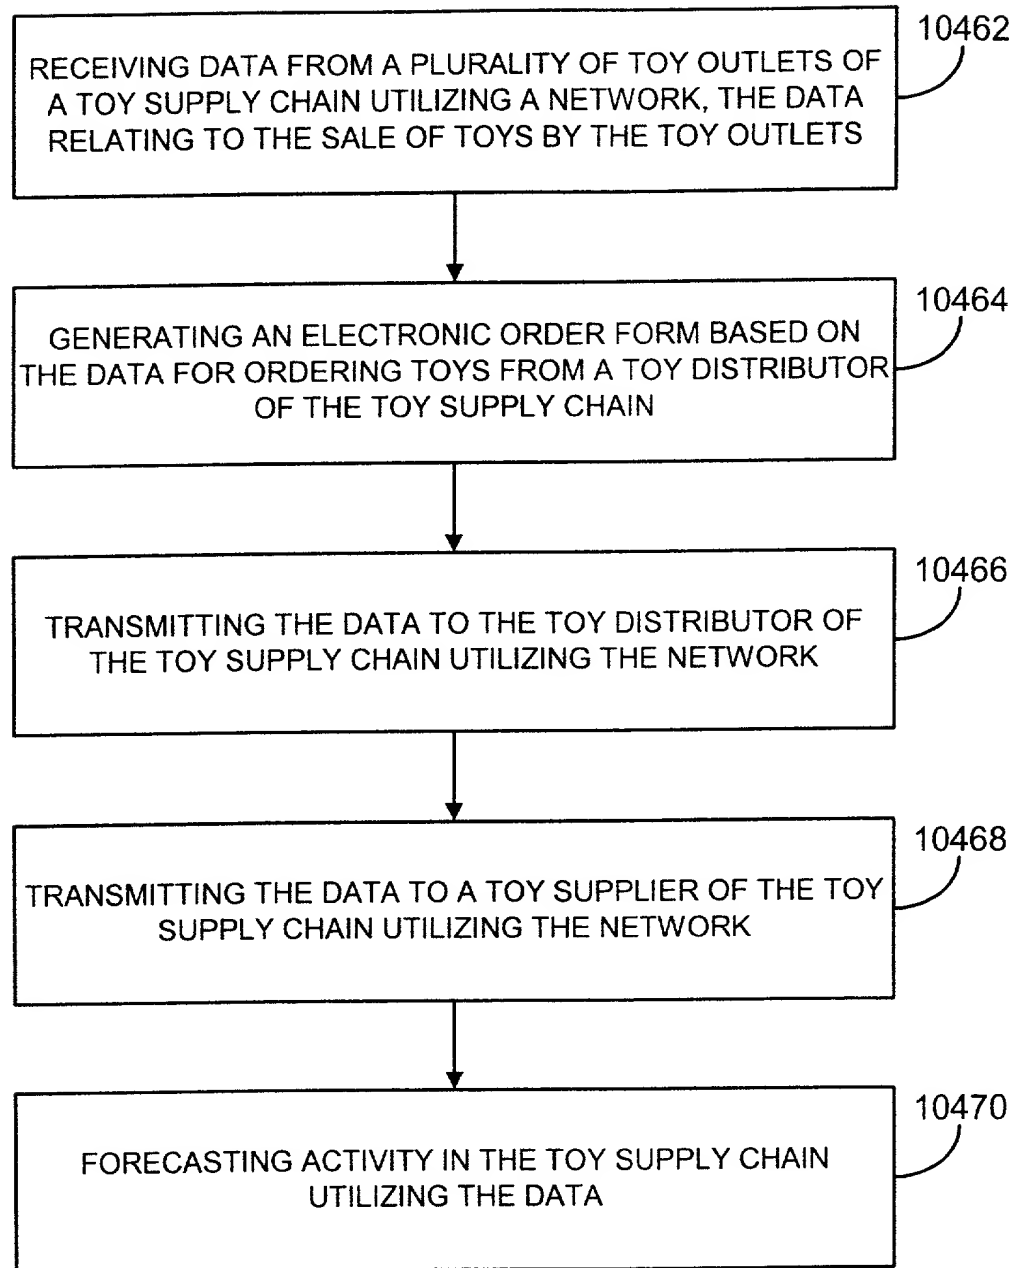 10462
RECEIVING DATA FROM A PLURALITY OF TOY OUTLETS OF
A TOY SUPPLY CHAIN UTILIZING A NETWORK, THE DATA
RELATING TO THE SALE OF TOYS BY THE TOY OUTLETS
10464
GENERATING AN ELECTRONIC ORDER FORM BASED ON
THE DATA FOR ORDERING TOYS FROM A TOY DISTRIBUTOR
OF THE TOY SUPPLY CHAIN
10466
TRANSMITTING THE DATA TO THE TOY DISTRIBUTOR OF
THE TOY SUPPLY CHAIN UTILIZING THE NETWORK
10468
TRANSMITTING THE DATA TO A TOY SUPPLIER OF THE TOY
SUPPLY CHAIN UTILIZING THE NETWORK
10470
FORECASTING ACTIVITY IN THE TOY SUPPLY CHAIN
UTILIZING THE DATA